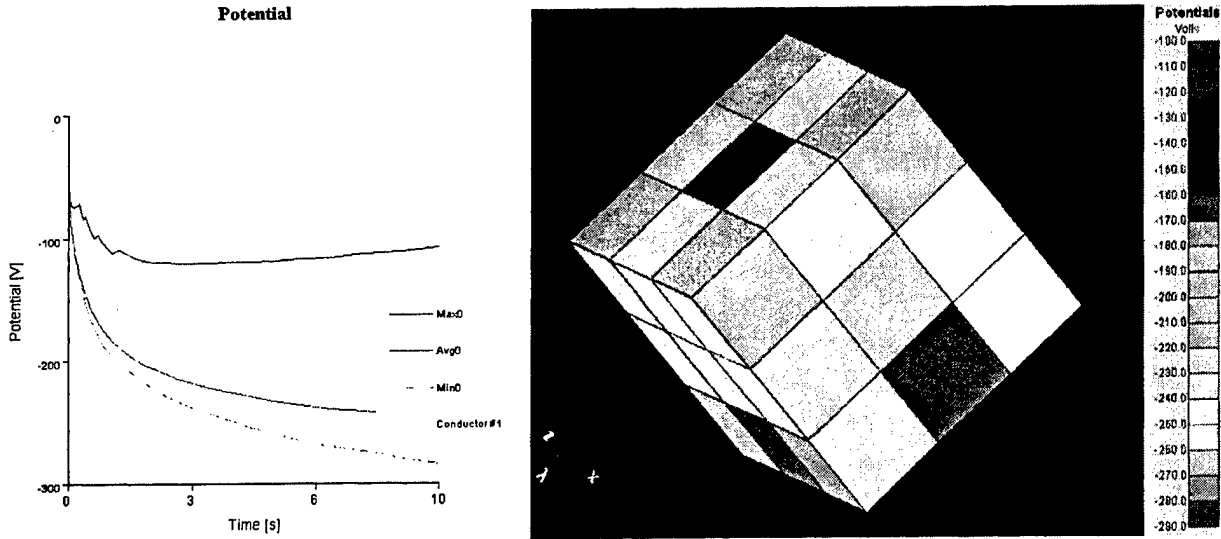 Potential
0
-100
-200
-300
Potential [V]
0
3
6
10
Time [s]
Max0
Avg0
Min0
Conductor#1
Z
Y
X
Potentials
Volts
-100.0
-110.0
-120.0
-130.0
-140.0
-150.0
-160.0
-170.0
-180.0
-190.0
-200.0
-210.0
-220.0
-230.0
-240.0
-250.0
-260.0
-270.0
-280.0
-290.0